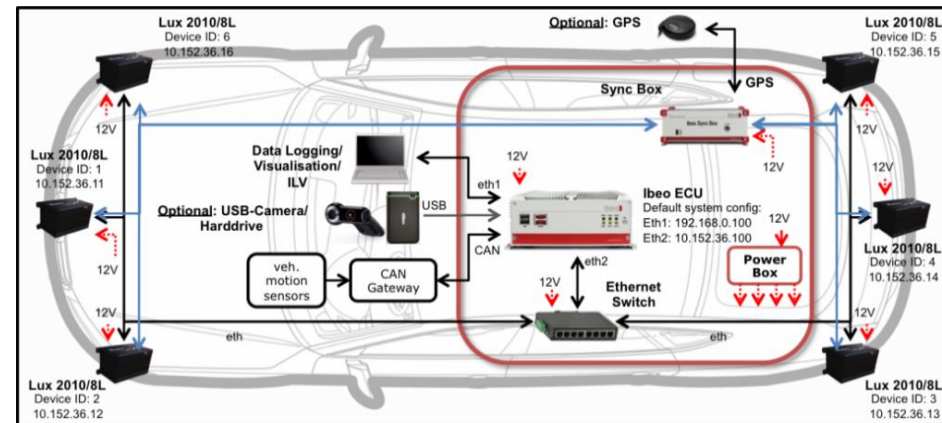 Lux 2010/8L
Device ID: 6
10.152.36.16
Optional: GPS
Lux 2010/8L
Device ID: 5
10.152.36.15
GPS
Sync Box
Ibeo Sync Box
12V
12V
12V
Lux 2010/8L
Device ID: 1
10.152.36.11
12V
Data Logging/
Visualisation/
ILV
eth1
12V
12V
Optional: USB-Camera/
Harddrive
USB
Ibeo ECU
Default system config:
Eth1: 192.168.0.100
Eth2: 10.152.36.100
CAN
12V
Power
Box
Lux 2010/8L
Device ID: 4
10.152.36.14
veh.
motion
sensors
CAN
Gateway
eth2
Ethernet
Switch
12V
12V
12V
eth
eth
Lux 2010/8L
Device ID: 2
10.152.36.12
Lux 2010/8L
Device ID: 3
10.152.36.13